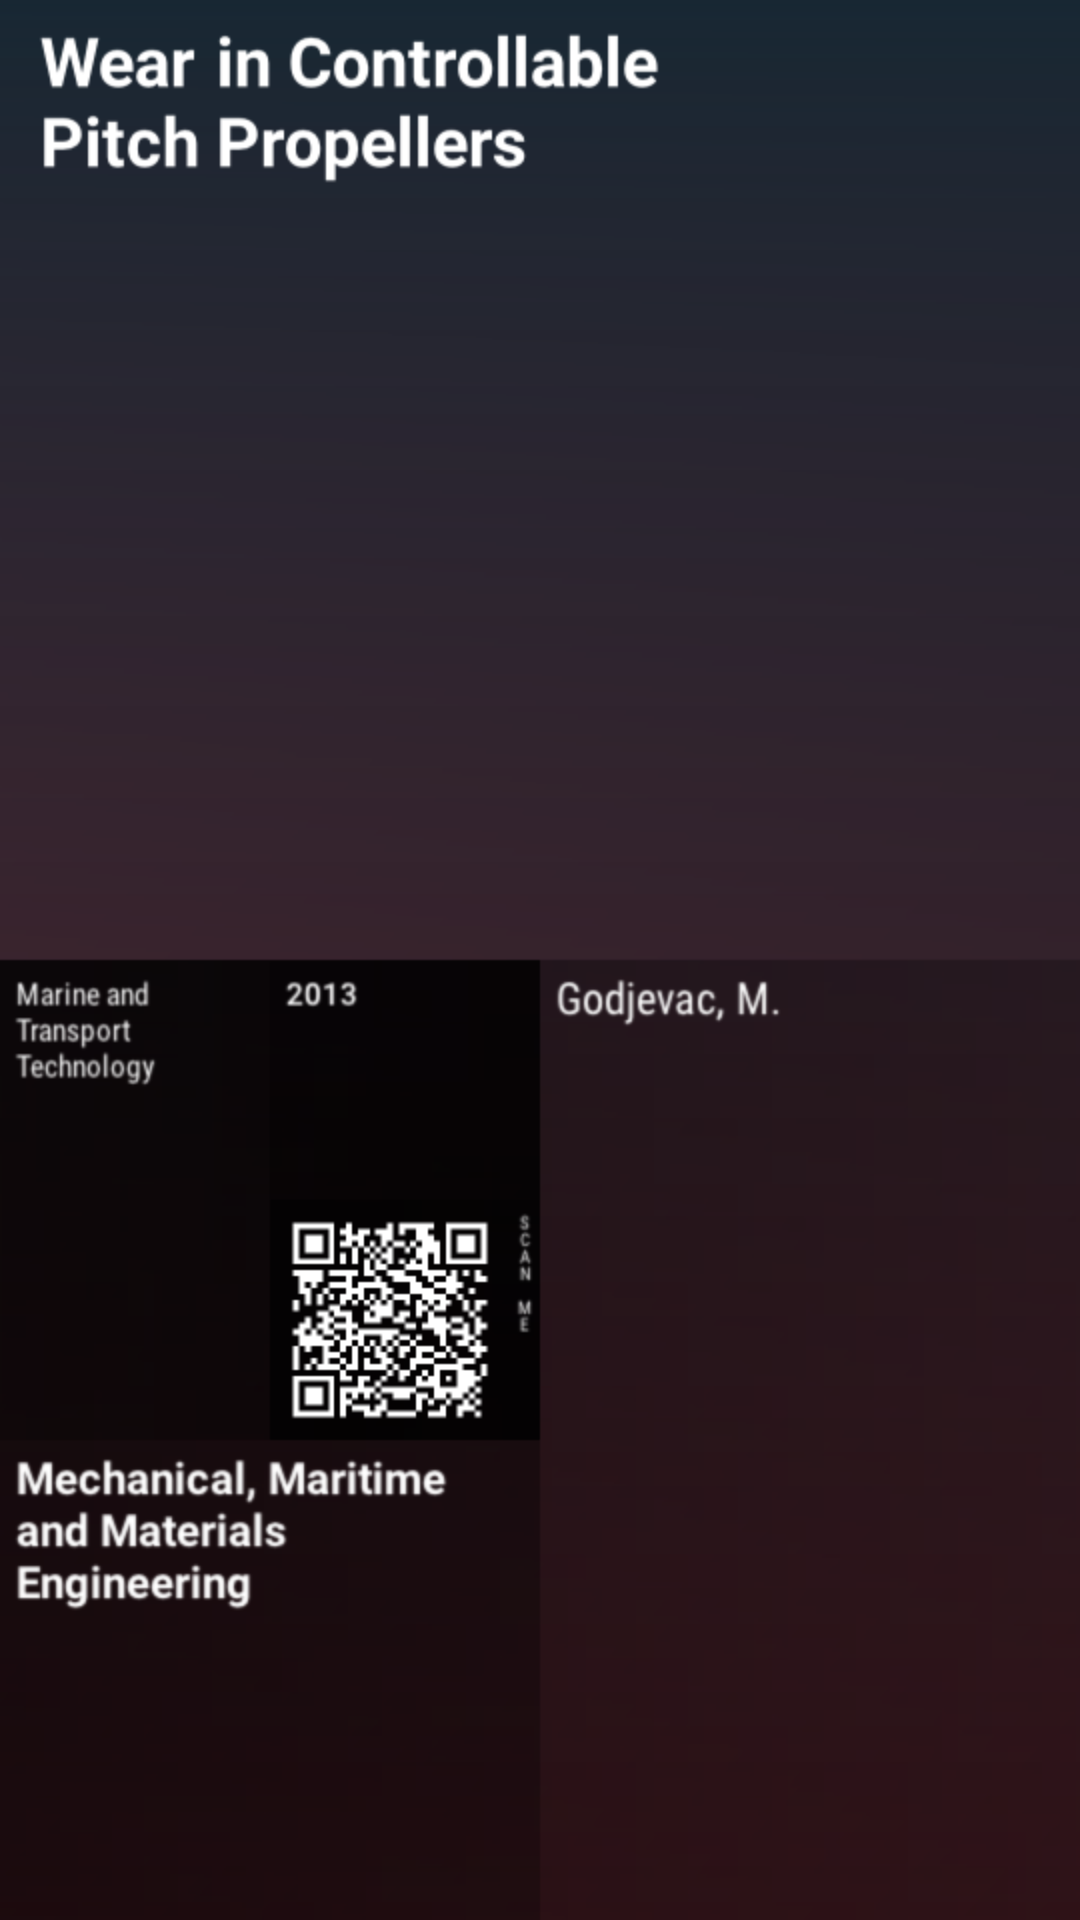 Wear in Controllable
Pitch Propellers
Marine and
Transport
Technology
2013
Godjevac, M.
SCAN ME
Mechanical, Maritime
and Materials
Engineering